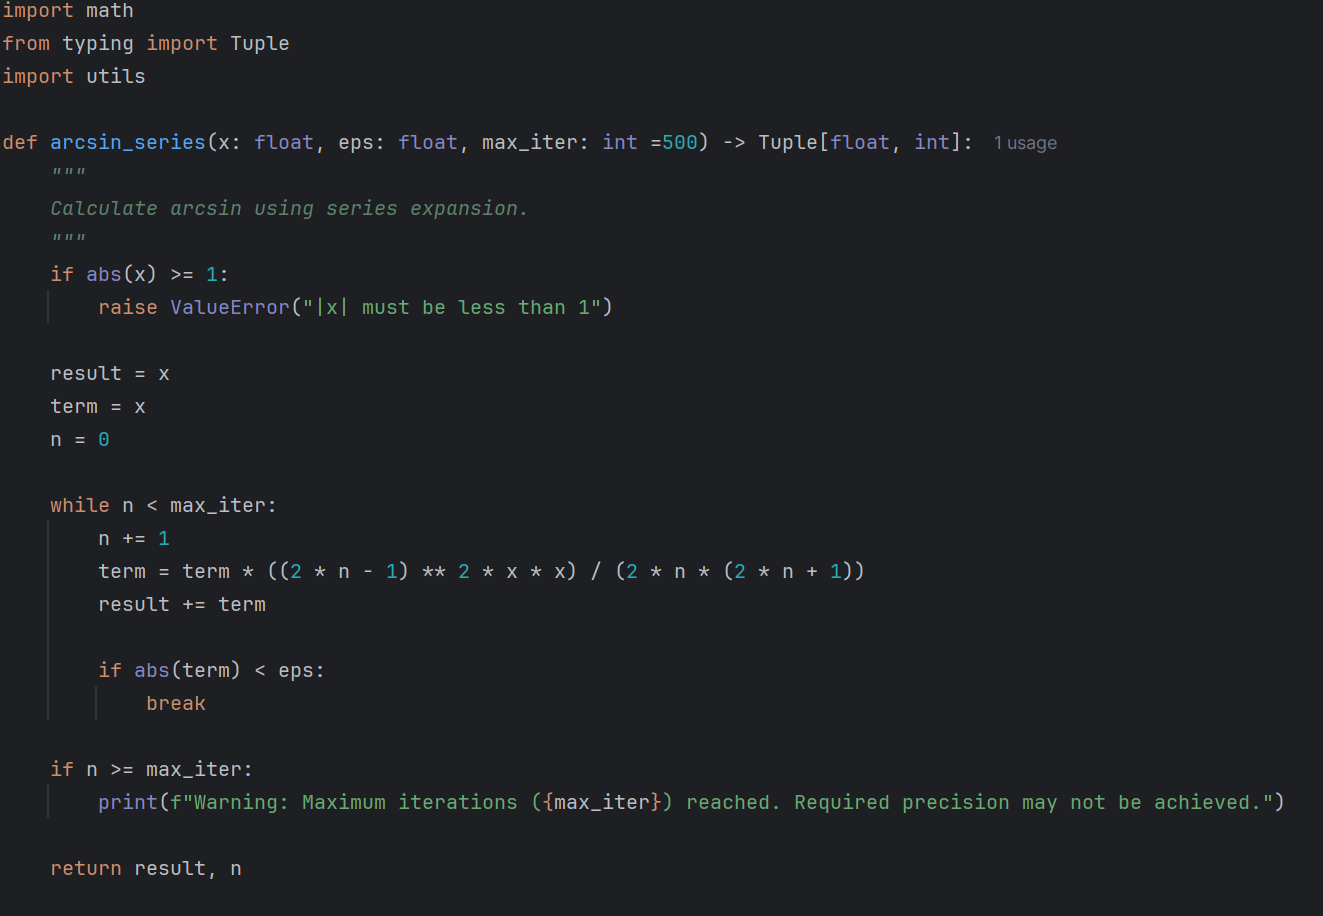 import math
from typing import Tuple
import utils
def arcsin_series(x: float, eps: float, max_iter: int =500) -> Tuple[float, int]: 1 usage
"""
Calculate arcsin using series expansion.
"""
if abs(x) >= 1:
raise ValueError("|x| must be less than 1")
result = x
term = x
n = 0
while n < max_iter:
n += 1
term = term * ((2 * n - 1) ** 2 * x * x) / (2 * n * (2 * n + 1))
result += term
if abs(term) < eps:
break
if n >= max_iter:
print(f"Warning: Maximum iterations ({max_iter}) reached. Required precision may not be achieved.")
return result, n